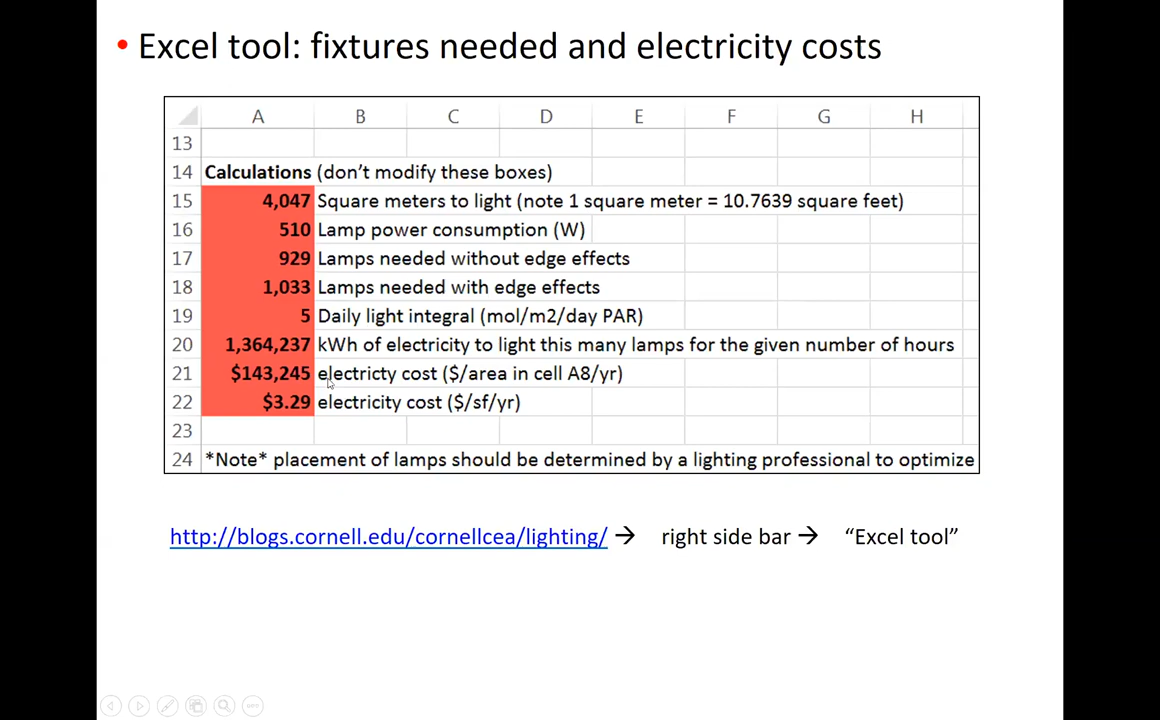 • Excel tool: fixtures needed and electricity costs
A B C D E F G H
13
14 Calculations (don't modify these boxes)
15 4,047 Square meters to light (note 1 square meter = 10.7639 square feet)
16 510 Lamp power consumption (W)
17 929 Lamps needed without edge effects
18 1,033 Lamps needed with edge effects
19 5 Daily light integral (mol/m2/day PAR)
20 1,364,237 kWh of electricity to light this many lamps for the given number of hours
21 $143,245 electricty cost ($/area in cell A8/yr)
22 $3.29 electricity cost ($/sf/yr)
23
24 *Note* placement of lamps should be determined by a lighting professional to optimize
http://blogs.cornell.edu/cornellcea/lighting/ → right side bar → “Excel tool”